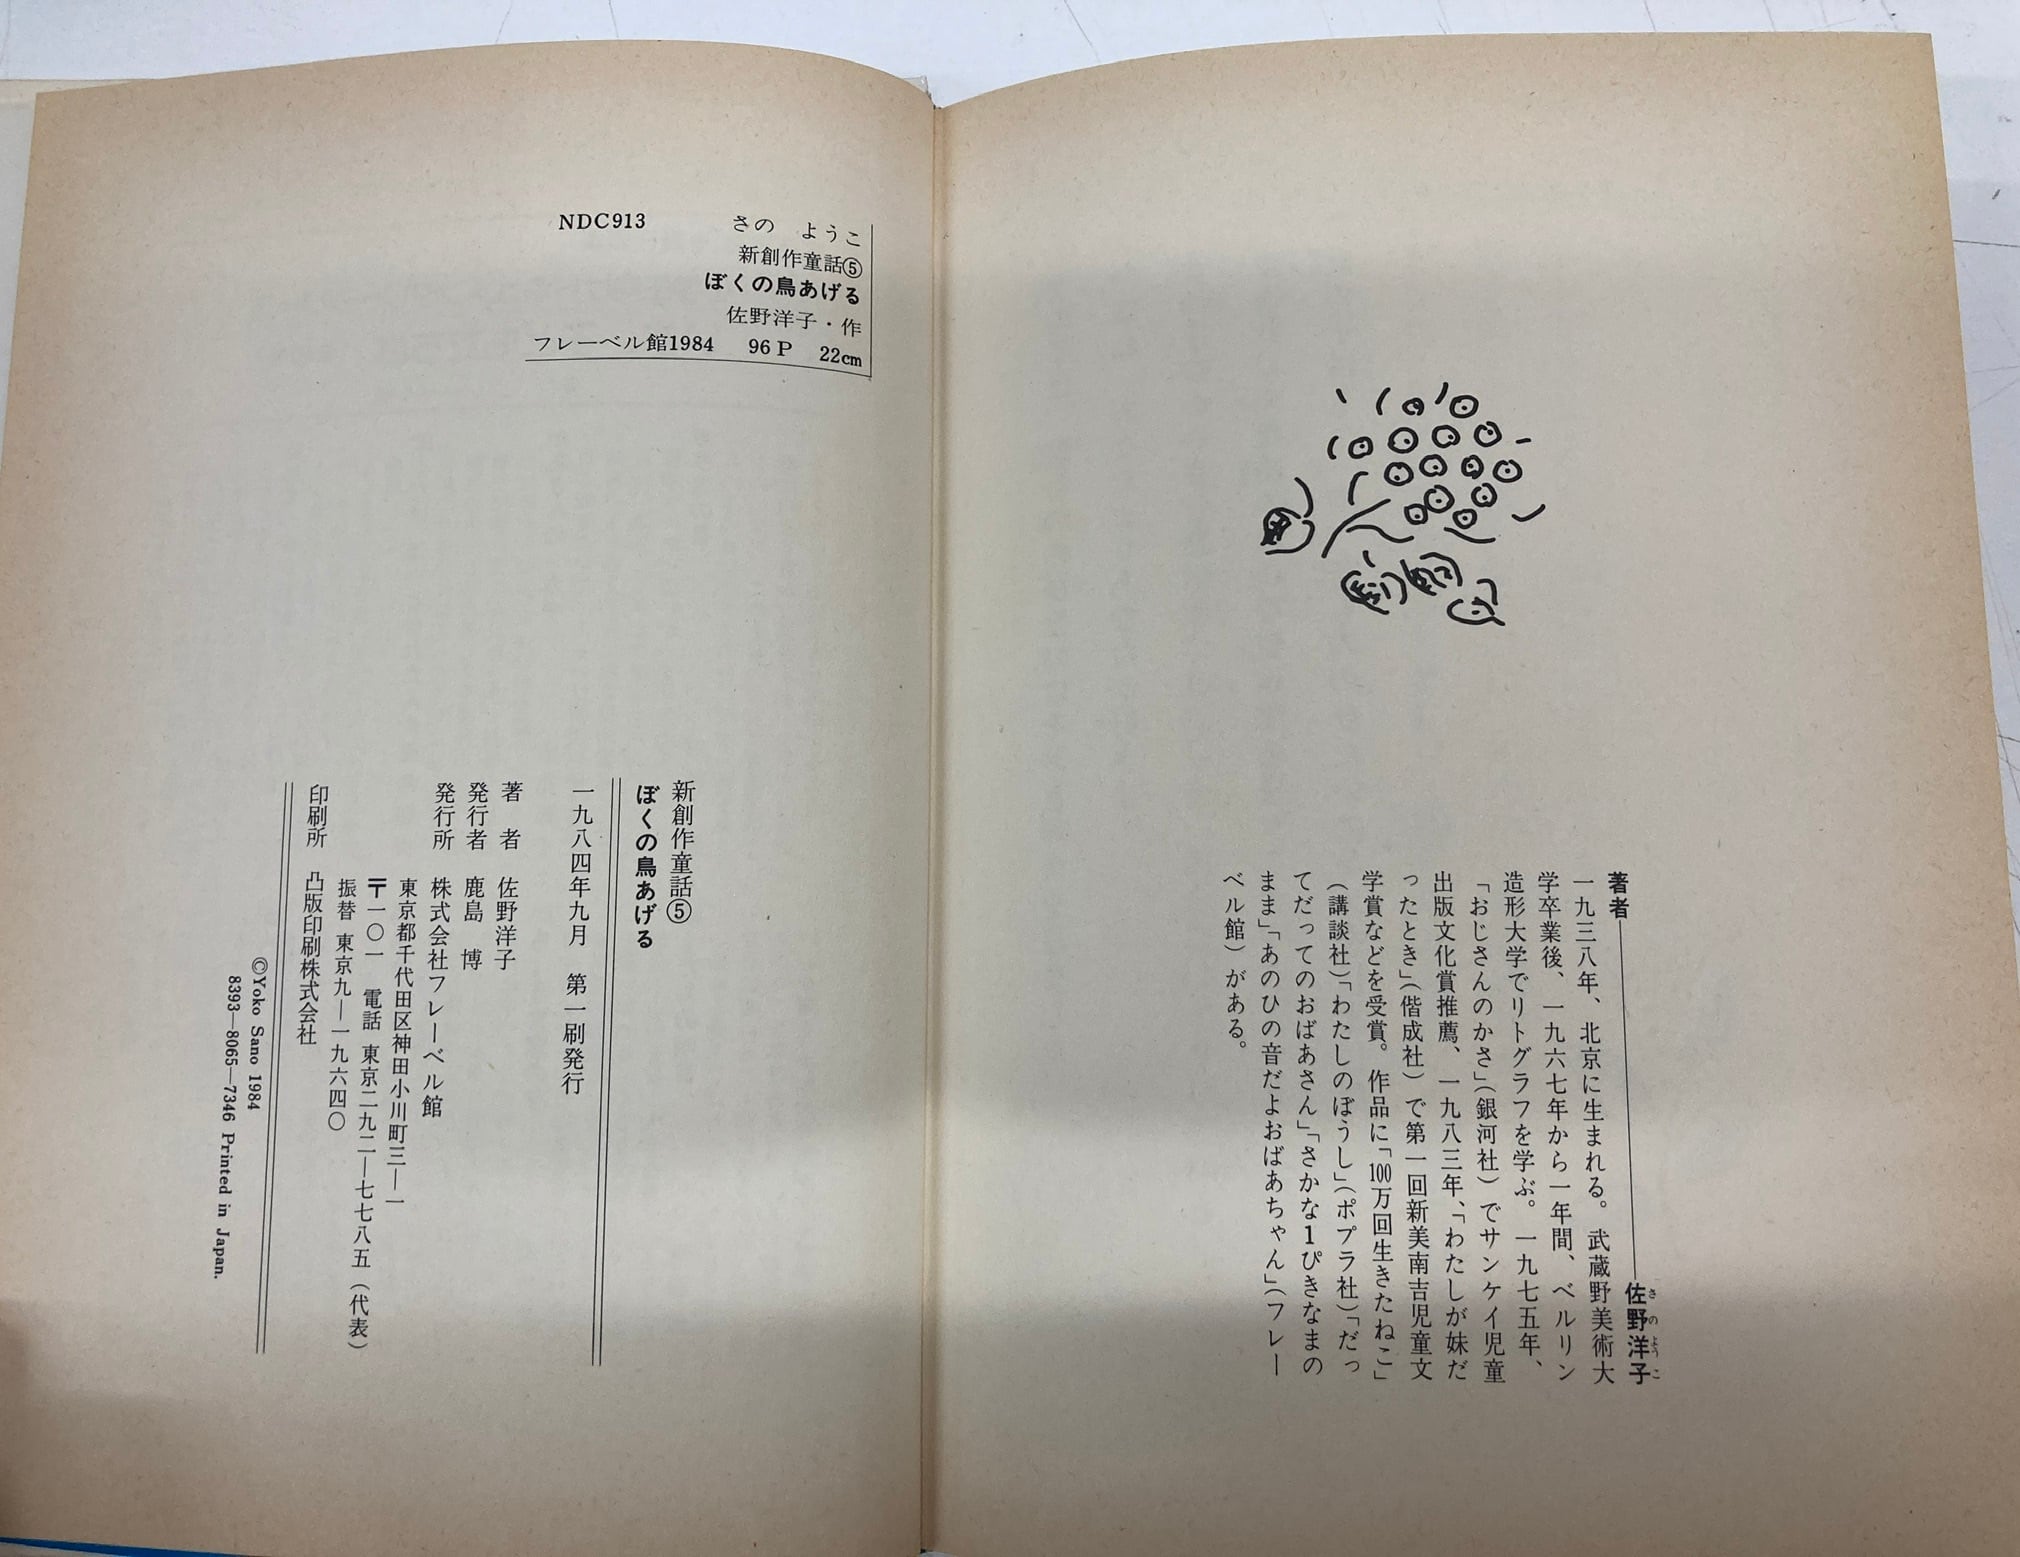 著者 佐野洋子
さのようこ
一九三八年、北京に生まれる。武蔵野美術大
学卒業後、一九六七年から一年間、ベルリン
造形大学でリトグラフを学ぶ。一九七五年、
「おじさんのかさ」(銀河社)でサンケイ児童
出版文化賞推薦、一九八三年、「わたしが妹だ
ったとき」(偕成社)で第一回新美南吉児童文
学賞などを受賞。作品に「100万回生きたねこ」
(講談社)「わたしのぼうし」(ポプラ社)「だっ
てだってのおばあさん」「さかな1ぴきなまの
まま」「あのひの音だよおばあちゃん」(フレー
ベル館)がある。
NDC913 さの ようこ
新創作童話⑤
ぼくの鳥あげる
佐野洋子・作
フレーベル館1984 96P 22cm
新創作童話⑤
ぼくの鳥あげる
一九八四年九月 第一刷発行
著者 佐野洋子
発行者 鹿島 博
発行所 株式会社フレーベル館
東京都千代田区神田小川町三―一
〒一〇一 電話 東京二九二―七七八五(代表)
振替 東京九―一九六四〇
印刷所 凸版印刷株式会社
©Yoko Sano 1984
8393―8065―7346 Printed in Japan.